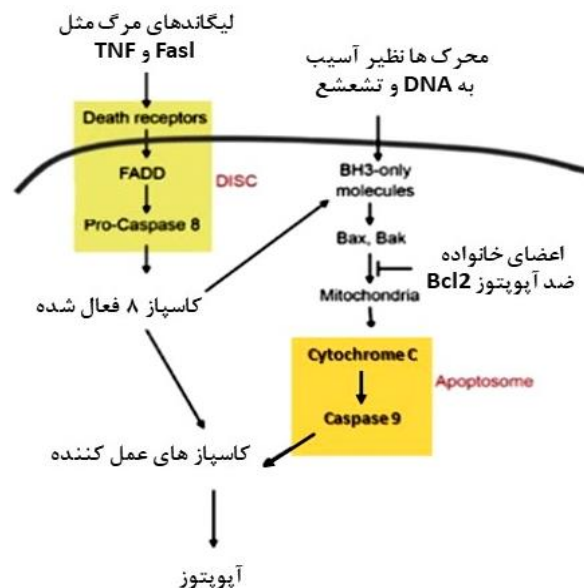 لیگاندهای مرگ مثل
TNF و Fasl
محرک ها نظیر آسیب
به DNA و تشعشع
Death receptors
FADD
DISC
Pro-Caspase 8
BH3-only
molecules
Bax, Bak
اعضای خانواده
ضد آپوپتوز Bcl2
Mitochondria
کاسپاز ۸ فعال شده
Cytochrome C
Apoptosome
Caspase 9
کاسپاز های عمل کننده
آپوپتوز